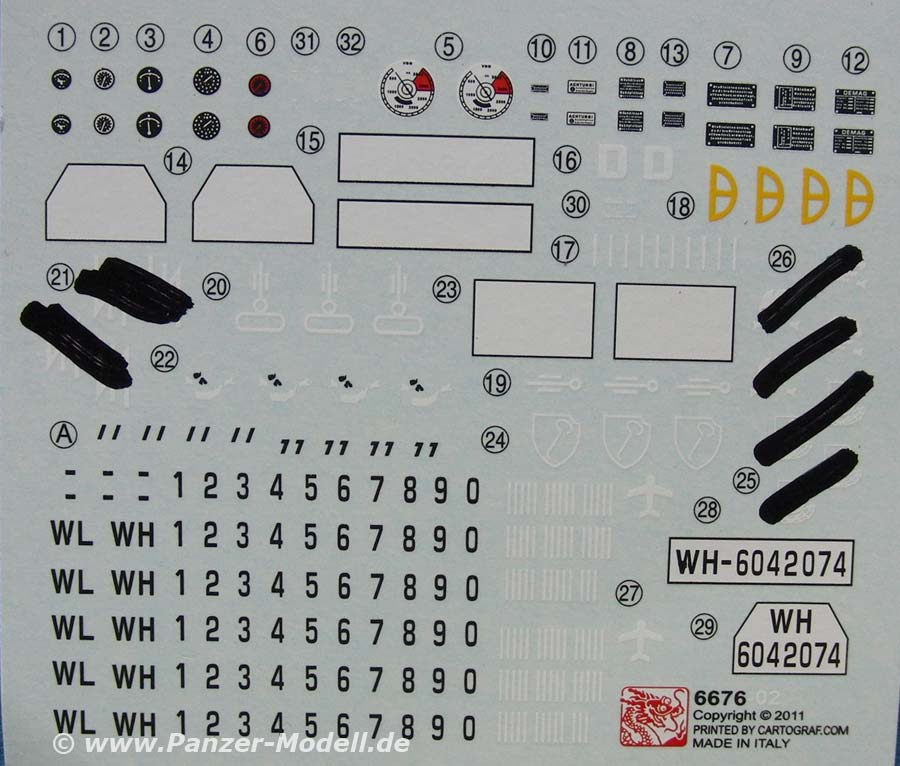 1 2 3 4 6 31 32 5 10 11 8 13 7 9 12
ACHTUNG!
DEMAG
ACHTUNG!
DEMAG
14 15 16
30 18
17
21 20 23 26
22 19
A 24
25
1 2 3 4 5 6 7 8 9 0
28
WL WH 1 2 3 4 5 6 7 8 9 0
WH-6042074
WL WH 1 2 3 4 5 6 7 8 9 0
27
29
WH
6042074
WL WH 1 2 3 4 5 6 7 8 9 0
WL WH 1 2 3 4 5 6 7 8 9 0
WL WH 1 2 3 4 5 6 7 8 9 0
6676-02
Copyright © 2011
PRINTED BY CARTOGRAF.COM
MADE IN ITALY
© www.Panzer-Modell.de